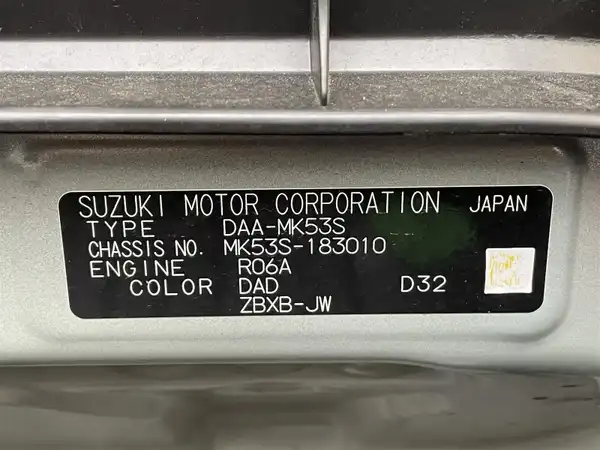 SUZUKI MOTOR CORPORATION JAPAN
TYPE DAA-MK53S
CHASSIS NO. MK53S-183010
ENGINE R06A
COLOR DAD D32
ZBXB-JW